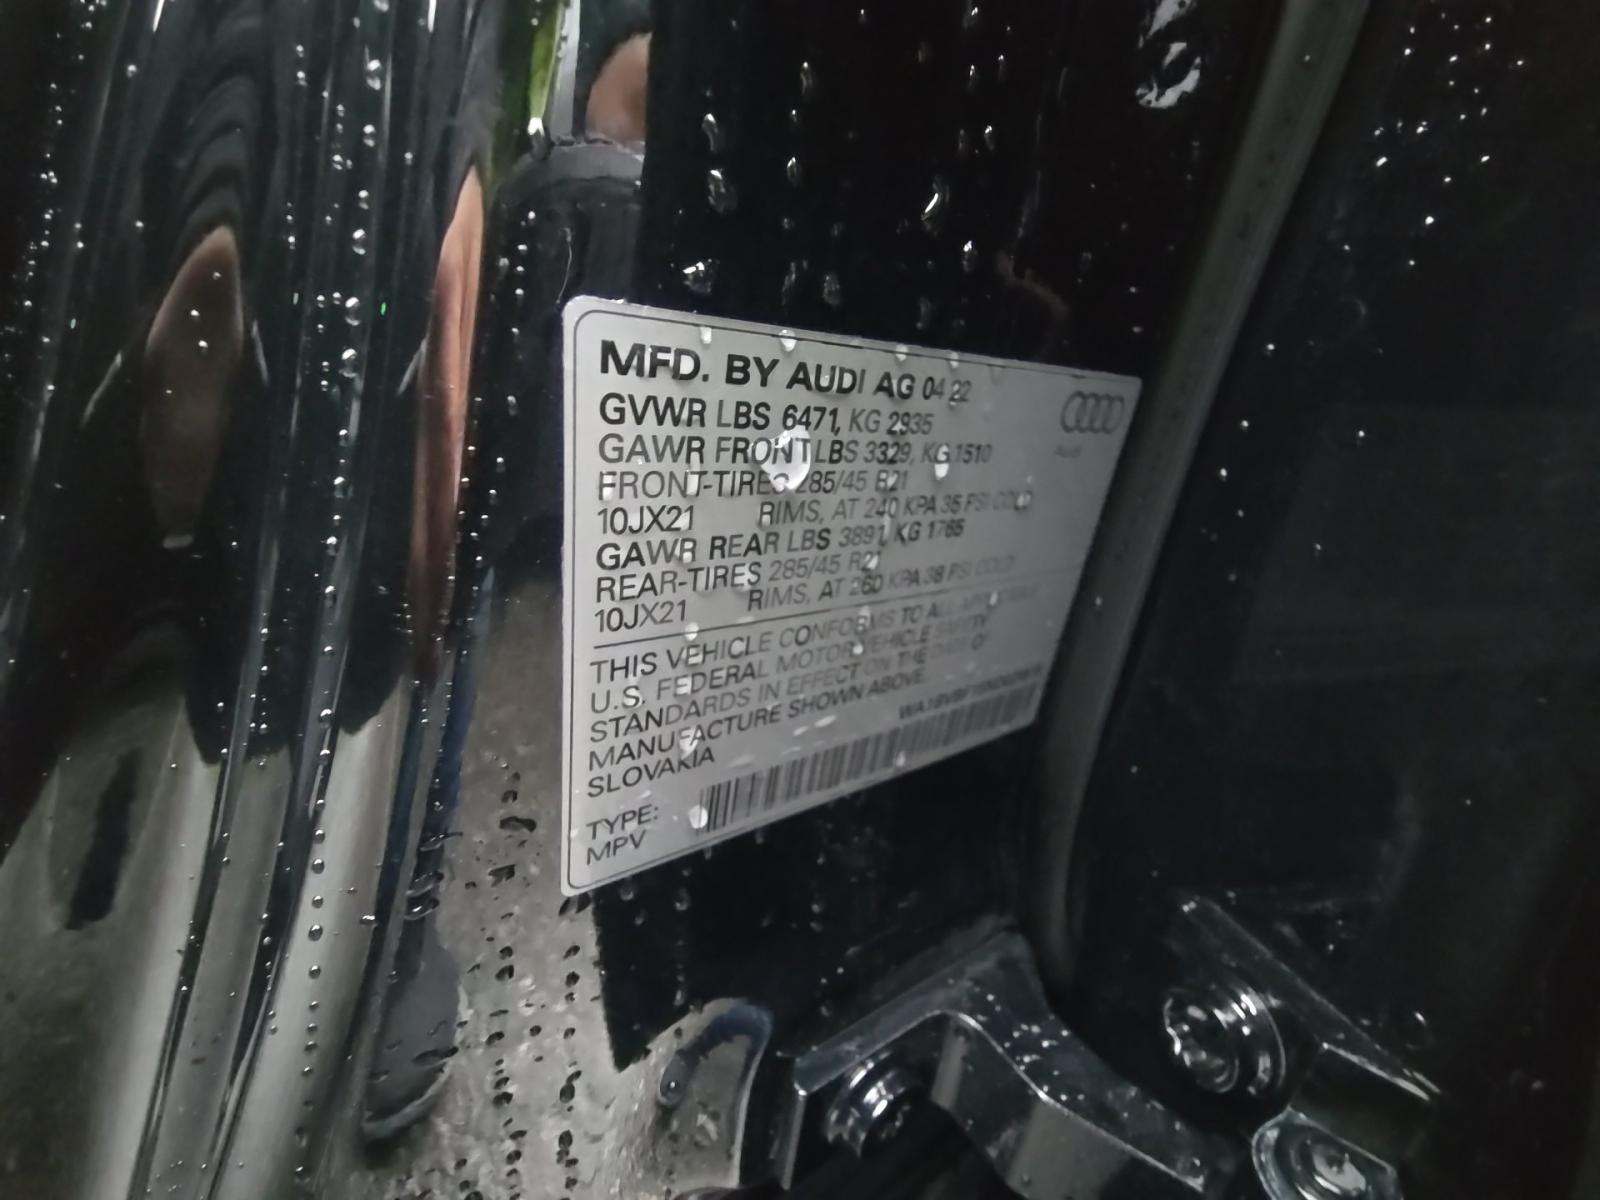 MFD. BY AUDI AG 04 22
GVWR LBS 6471, KG 2935
GAWR FRONT LBS 3329, KG 1510
FRONT-TIRES 285/45 R21
10JX21 RIMS, AT 240 KPA 35 PSI COLD
GAWR REAR LBS 3891, KG 1765
REAR-TIRES 285/45 R21
10JX21 RIMS, AT 260 KPA 38 PSI COLD
THIS VEHICLE CONFORMS TO ALL APPLICABLE
U.S. FEDERAL MOTOR VEHICLE SAFETY
STANDARDS IN EFFECT ON THE DATE OF
MANUFACTURE SHOWN ABOVE.
SLOVAKIA
TYPE:
MPV
Audi